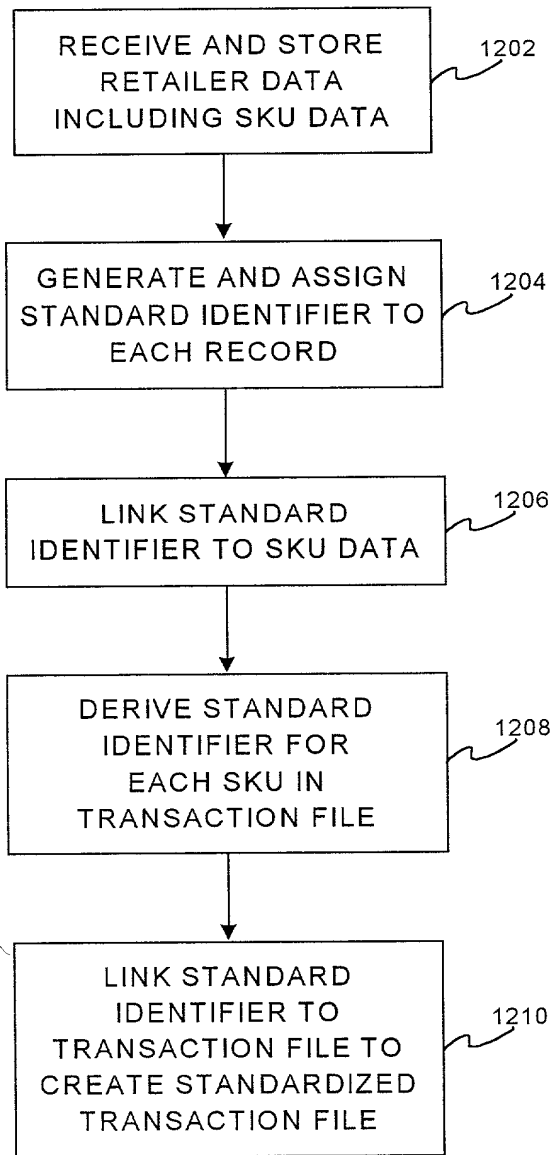 RECEIVE AND STORE
RETAILER DATA
INCLUDING SKU DATA
1202
GENERATE AND ASSIGN
STANDARD IDENTIFIER TO
EACH RECORD
1204
LINK STANDARD
IDENTIFIER TO SKU DATA
1206
DERIVE STANDARD
IDENTIFIER FOR
EACH SKU IN
TRANSACTION FILE
1208
LINK STANDARD
IDENTIFIER TO
TRANSACTION FILE TO
CREATE STANDARDIZED
TRANSACTION FILE
1210